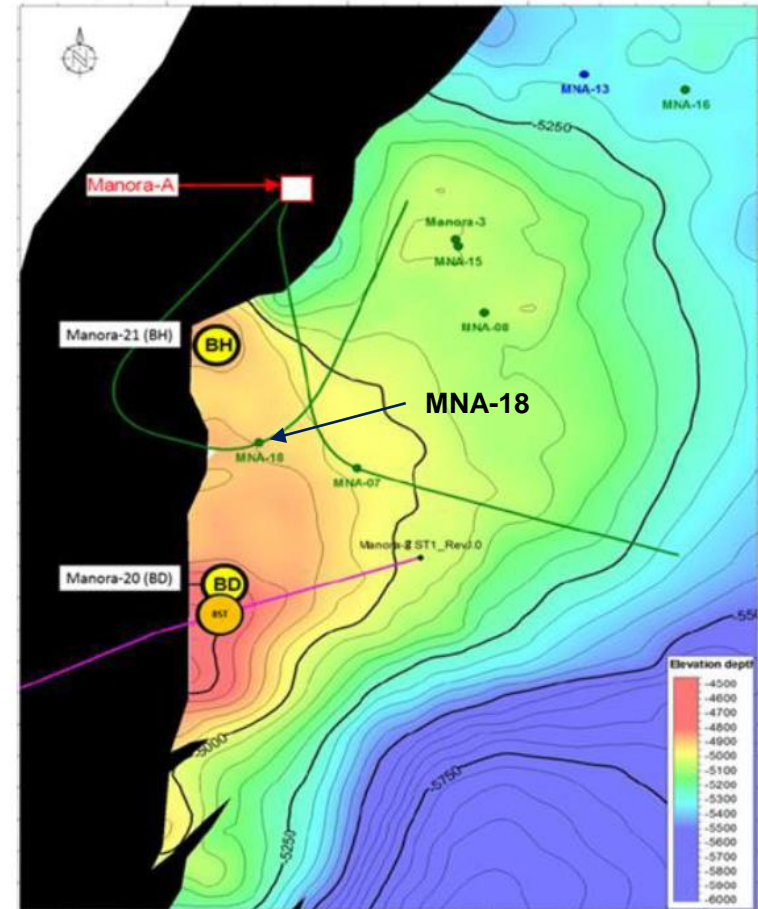 N
MNA-13
MNA-16
-5250
Manora-A
Manora-3
MNA-15
MNA-08
Manora-21 (BH)
BH
MNA-18
MNA-18
MNA-07
Manora-20 (BD)
BD
BST
-5000
-5750
-5250
Elevation depth
-4500
-4600
-4700
-4800
-4900
-5000
-5100
-5200
-5300
-5400
-5500
-5600
-5700
-5800
-5900
-6000